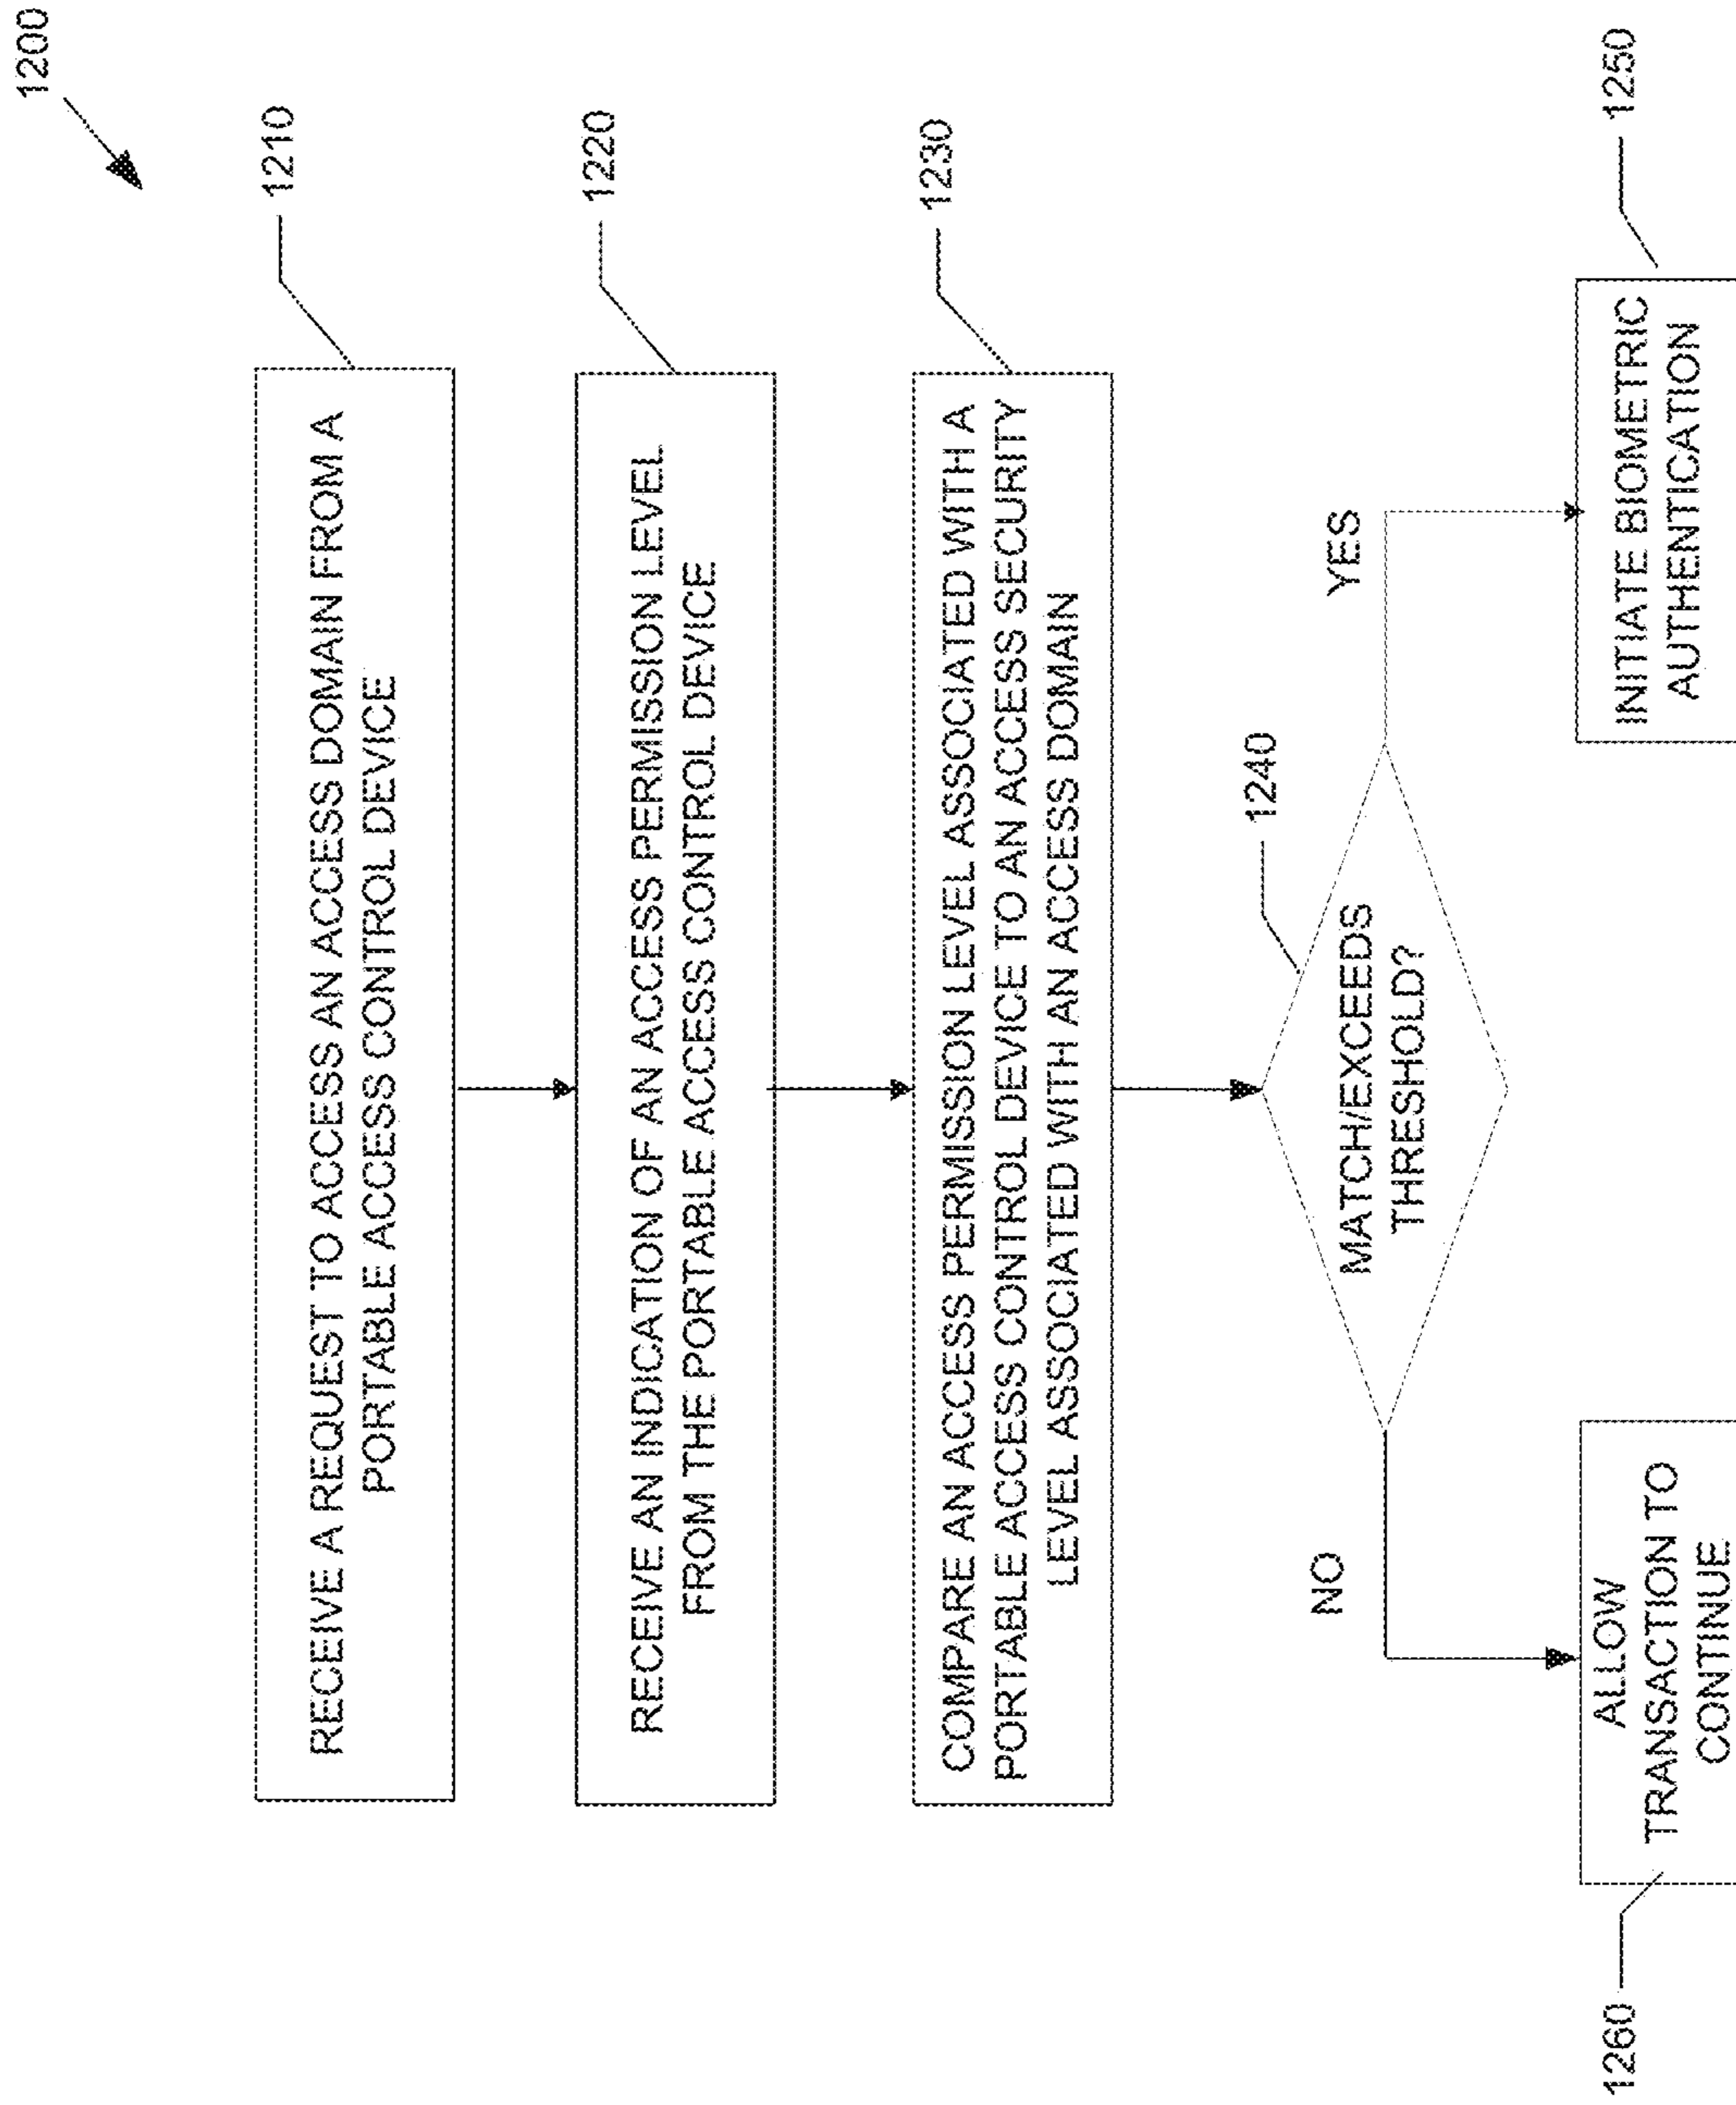 1200
RECEIVE A REQUEST TO ACCESS AN ACCESS DOMAIN FROM A
PORTABLE ACCESS CONTROL DEVICE
1210
RECEIVE AN INDICATION OF AN ACCESS PERMISSION LEVEL
FROM THE PORTABLE ACCESS CONTROL DEVICE
1220
COMPARE AN ACCESS PERMISSION LEVEL ASSOCIATED WITH A
PORTABLE ACCESS CONTROL DEVICE TO AN ACCESS SECURITY
LEVEL ASSOCIATED WITH AN ACCESS DOMAIN
1230
MATCH/EXCEEDS
THRESHOLD?
1240
NO
YES
ALLOW
TRANSACTION TO
CONTINUE
1260
INITIATE BIOMETRIC
AUTHENTICATION
1250